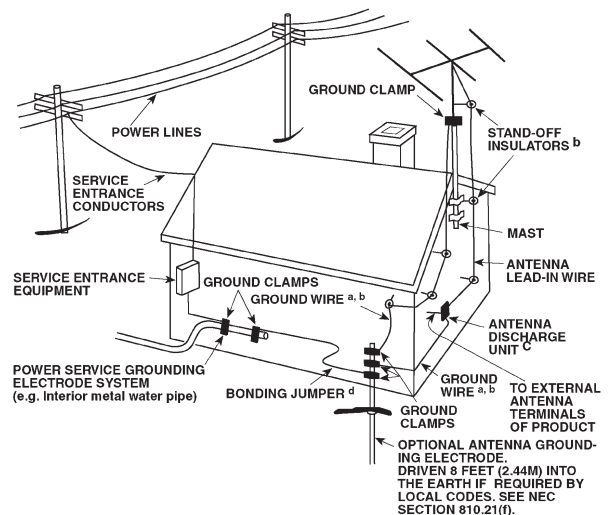 GROUND CLAMP
POWER LINES
STAND-OFF
INSULATORS b
SERVICE
ENTRANCE
CONDUCTORS
MAST
ANTENNA
LEAD-IN WIRE
SERVICE ENTRANCE
EQUIPMENT
GROUND CLAMPS
GROUND WIRE a, b
ANTENNA
DISCHARGE
UNIT C
POWER SERVICE GROUNDING
ELECTRODE SYSTEM
(e.g. Interior metal water pipe)
BONDING JUMPER d
GROUND
WIRE a, b
GROUND
CLAMPS
TO EXTERNAL
ANTENNA
TERMINALS
OF PRODUCT
OPTIONAL ANTENNA GROUND-
ING ELECTRODE.
DRIVEN 8 FEET (2.44M) INTO
THE EARTH IF REQUIRED BY
LOCAL CODES. SEE NEC
SECTION 810.21(f).